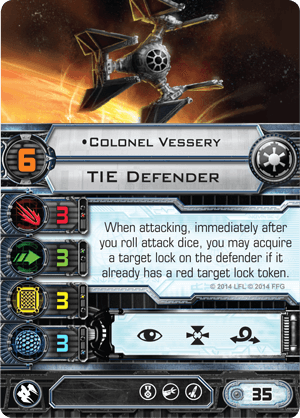 •Colonel Vessery
6
TIE Defender
3
3
3
3
When attacking, immediately after
you roll attack dice, you may acquire
a target lock on the defender if it
already has a red target lock token.
© 2014 LFL © 2014 FFG
35